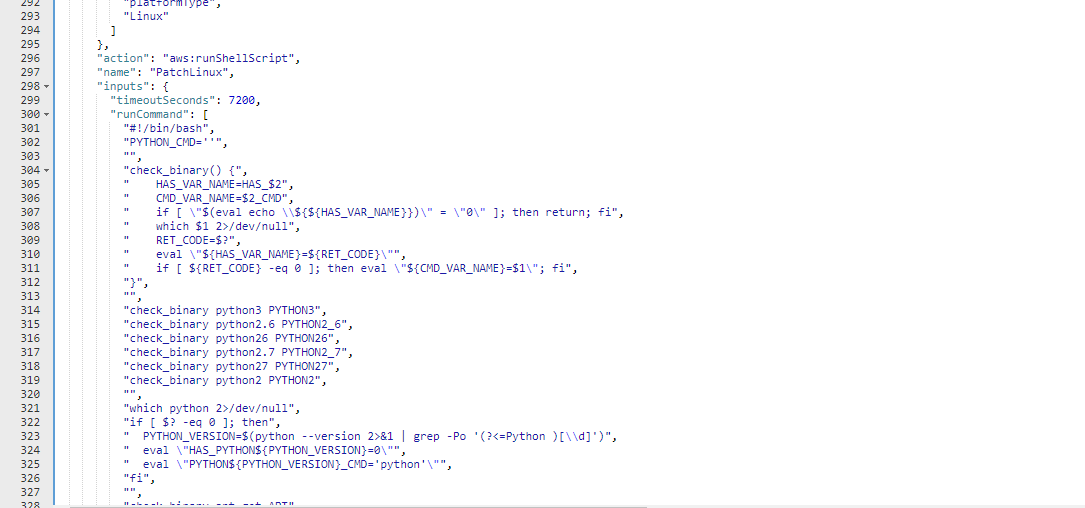 292 "platformType",
293 "Linux"
294 ]
295 },
296 "action": "aws:runShellScript",
297 "name": "PatchLinux",
298 "inputs": {
299 "timeoutSeconds": 7200,
300 "runCommand": [
301 "#!/bin/bash",
302 "PYTHON_CMD=''",
303 "",
304 "check_binary() {",
305 "    HAS_VAR_NAME=HAS_$2",
306 "    CMD_VAR_NAME=$2_CMD",
307 "    if [ \"$(eval echo \\${${HAS_VAR_NAME}})\" = \"0\" ]; then return; fi",
308 "    which $1 2>/dev/null",
309 "    RET_CODE=$?",
310 "    eval \"${HAS_VAR_NAME}=${RET_CODE}\"",
311 "    if [ ${RET_CODE} -eq 0 ]; then eval \"${CMD_VAR_NAME}=$1\"; fi",
312 "}",
313 "",
314 "check_binary python3 PYTHON3",
315 "check_binary python2.6 PYTHON2_6",
316 "check_binary python26 PYTHON26",
317 "check_binary python2.7 PYTHON2_7",
318 "check_binary python27 PYTHON27",
319 "check_binary python2 PYTHON2",
320 "",
321 "which python 2>/dev/null",
322 "if [ $? -eq 0 ]; then",
323 "  PYTHON_VERSION=$(python --version 2>&1 | grep -Po '(?<=Python )[\\d]')",
324 "  eval \"HAS_PYTHON${PYTHON_VERSION}=0\"",
325 "  eval \"PYTHON${PYTHON_VERSION}_CMD='python'\"",
326 "fi",
327 "",
328 "check_binary apt-get APT"